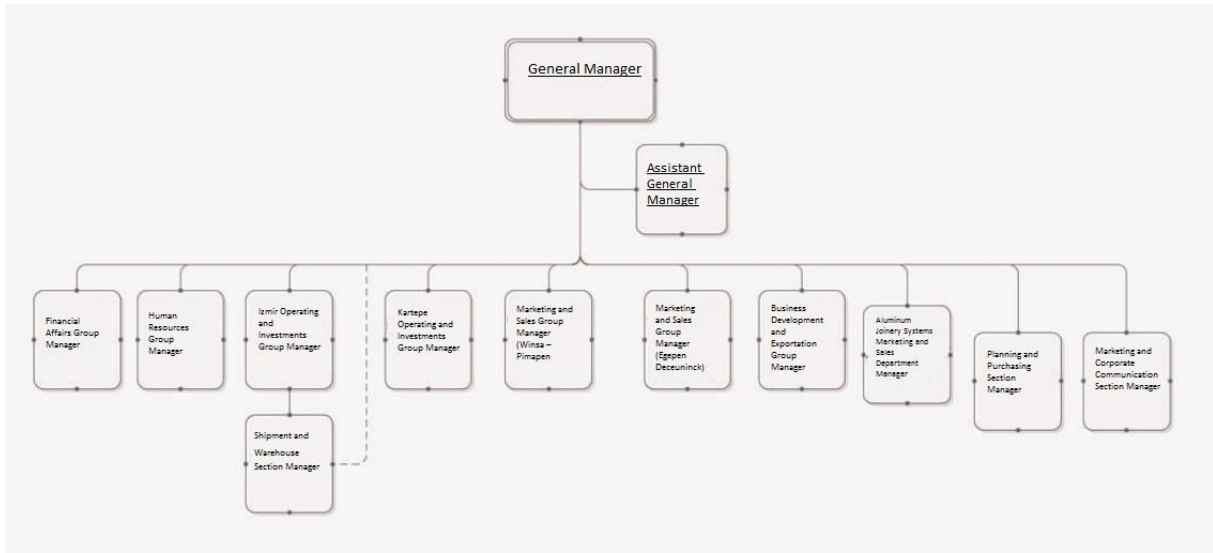 General Manager
Assistant
General
Manager
Financial
Affairs Group
Manager
Human
Resources
Group
Manager
Izmir Operating
and
Investments
Group Manager
Kartepe
Operating and
Investments
Group Manager
Marketing and
Sales Group
Manager
(Winsa –
Pimapen
Marketing
and Sales
Group
Manager
(Egepen
Deceuninck)
Business
Development
and
Exportation
Group
Manager
Aluminum
Joinery Systems
Marketing and
Sales
Department
Manager
Planning and
Purchasing
Section
Manager
Marketing and
Corporate
Communication
Section Manager
Shipment and
Warehouse
Section Manager